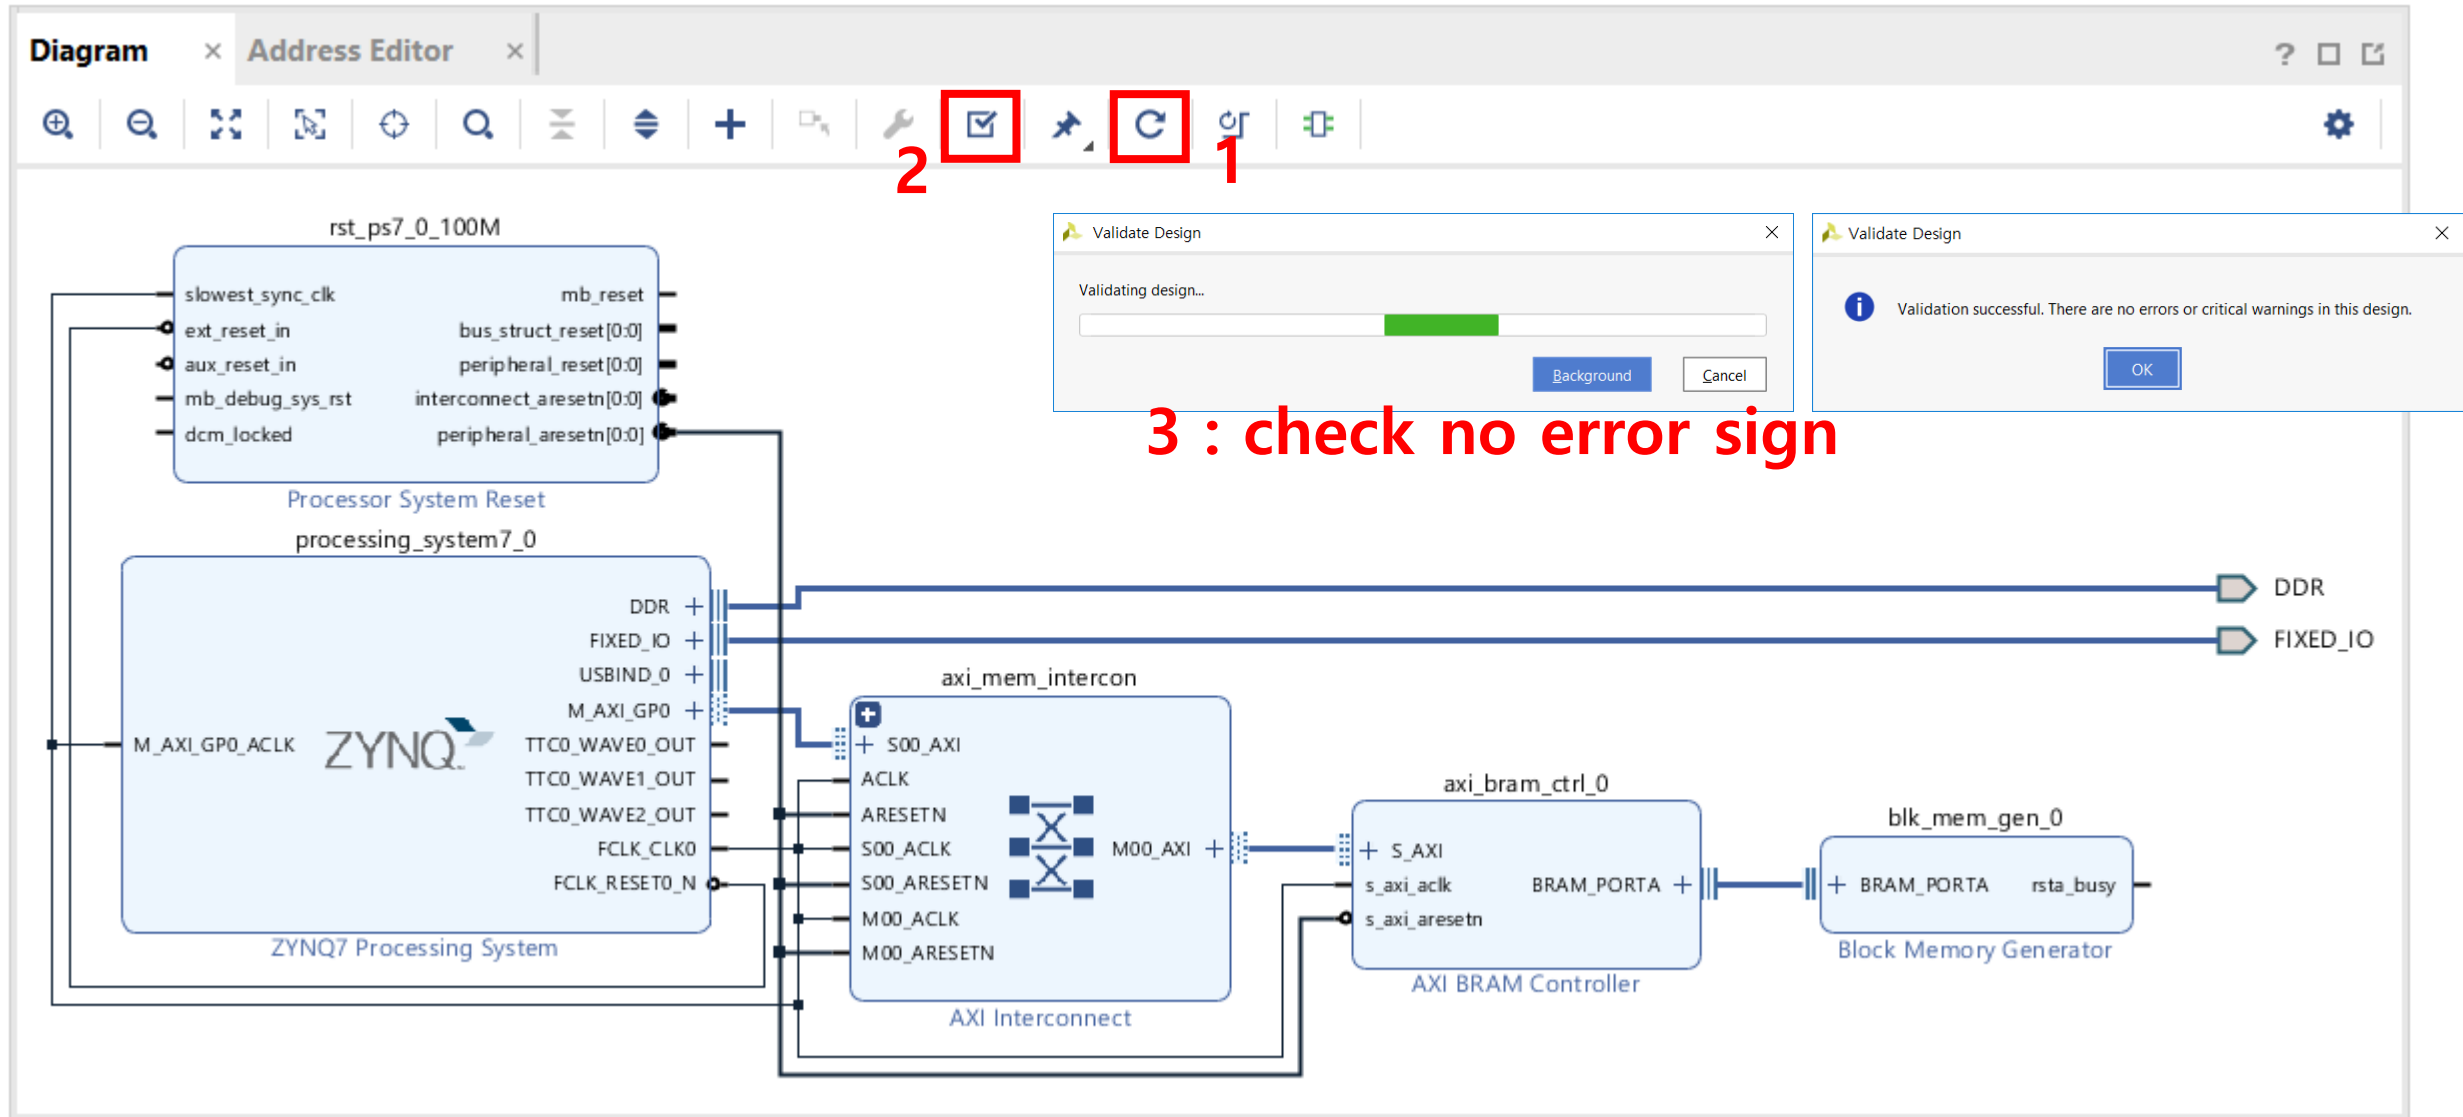 Diagram
Address Editor
2
1
Validate Design
Validating design...
Background
Cancel
Validate Design
Validation successful. There are no errors or critical warnings in this design.
OK
3 : check no error sign
rst_ps7_0_100M
slowest_sync_clk
ext_reset_in
aux_reset_in
mb_debug_sys_rst
dcm_locked
mb_reset
bus_struct_reset[0:0]
peripheral_reset[0:0]
interconnect_aresetn[0:0]
peripheral_aresetn[0:0]
Processor System Reset
processing_system7_0
M_AXI_GP0_ACLK
ZYNQ
DDR
FIXED_IO
USBIND_0
M_AXI_GP0
TTC0_WAVE0_OUT
TTC0_WAVE1_OUT
TTC0_WAVE2_OUT
FCLK_CLK0
FCLK_RESET0_N
ZYNQ7 Processing System
axi_mem_intercon
S00_AXI
ACLK
ARESETN
S00_ACLK
S00_ARESETN
M00_ACLK
M00_ARESETN
M00_AXI
AXI Interconnect
axi_bram_ctrl_0
S_AXI
s_axi_aclk
s_axi_aresetn
BRAM_PORTA
AXI BRAM Controller
blk_mem_gen_0
BRAM_PORTA
rsta_busy
Block Memory Generator
DDR
FIXED_IO